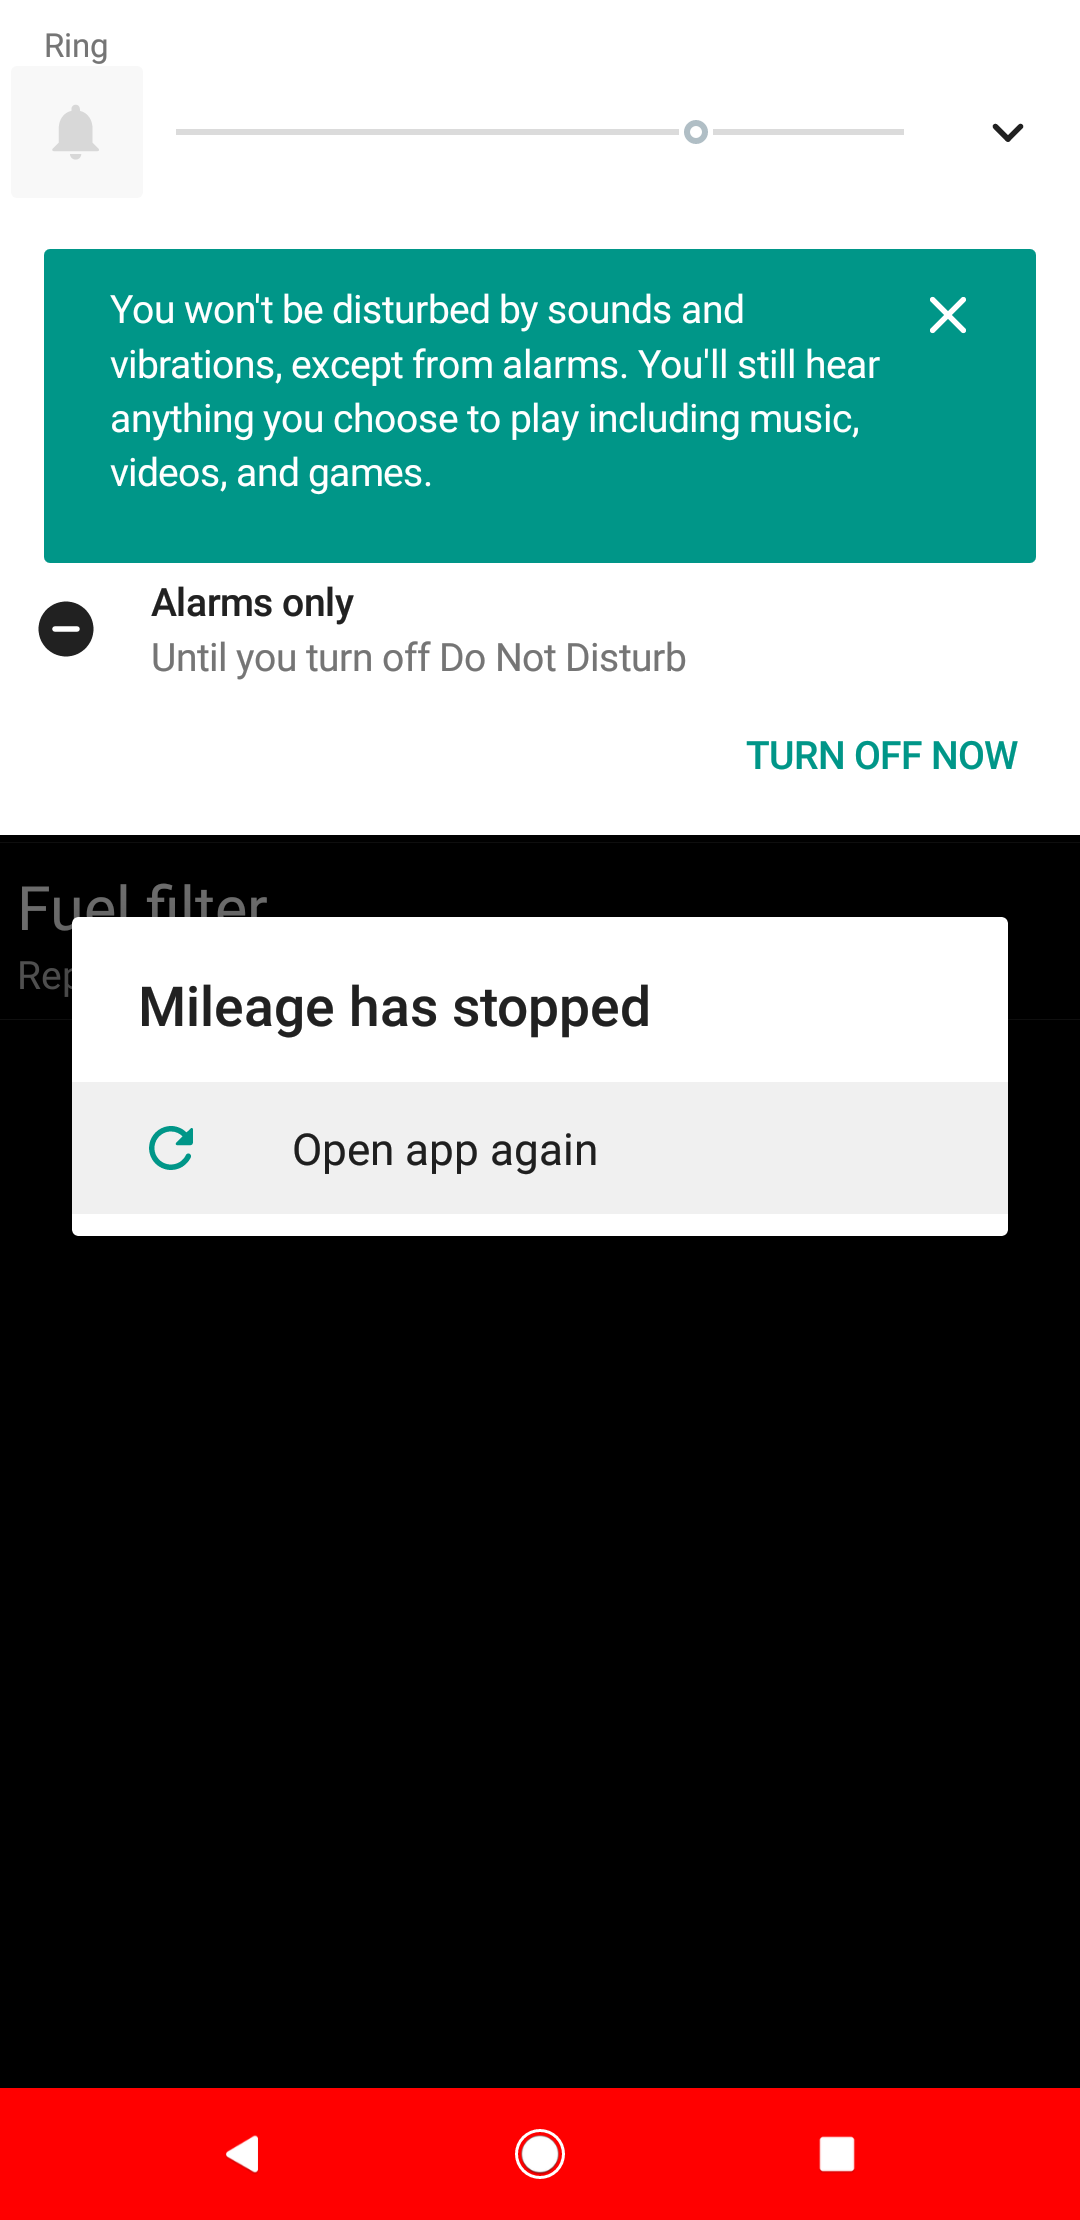 Ring
You won't be disturbed by sounds and
vibrations, except from alarms. You'll still hear
anything you choose to play including music,
videos, and games.
Alarms only
Until you turn off Do Not Disturb
TURN OFF NOW
Fuel filter
Mileage has stopped
Open app again